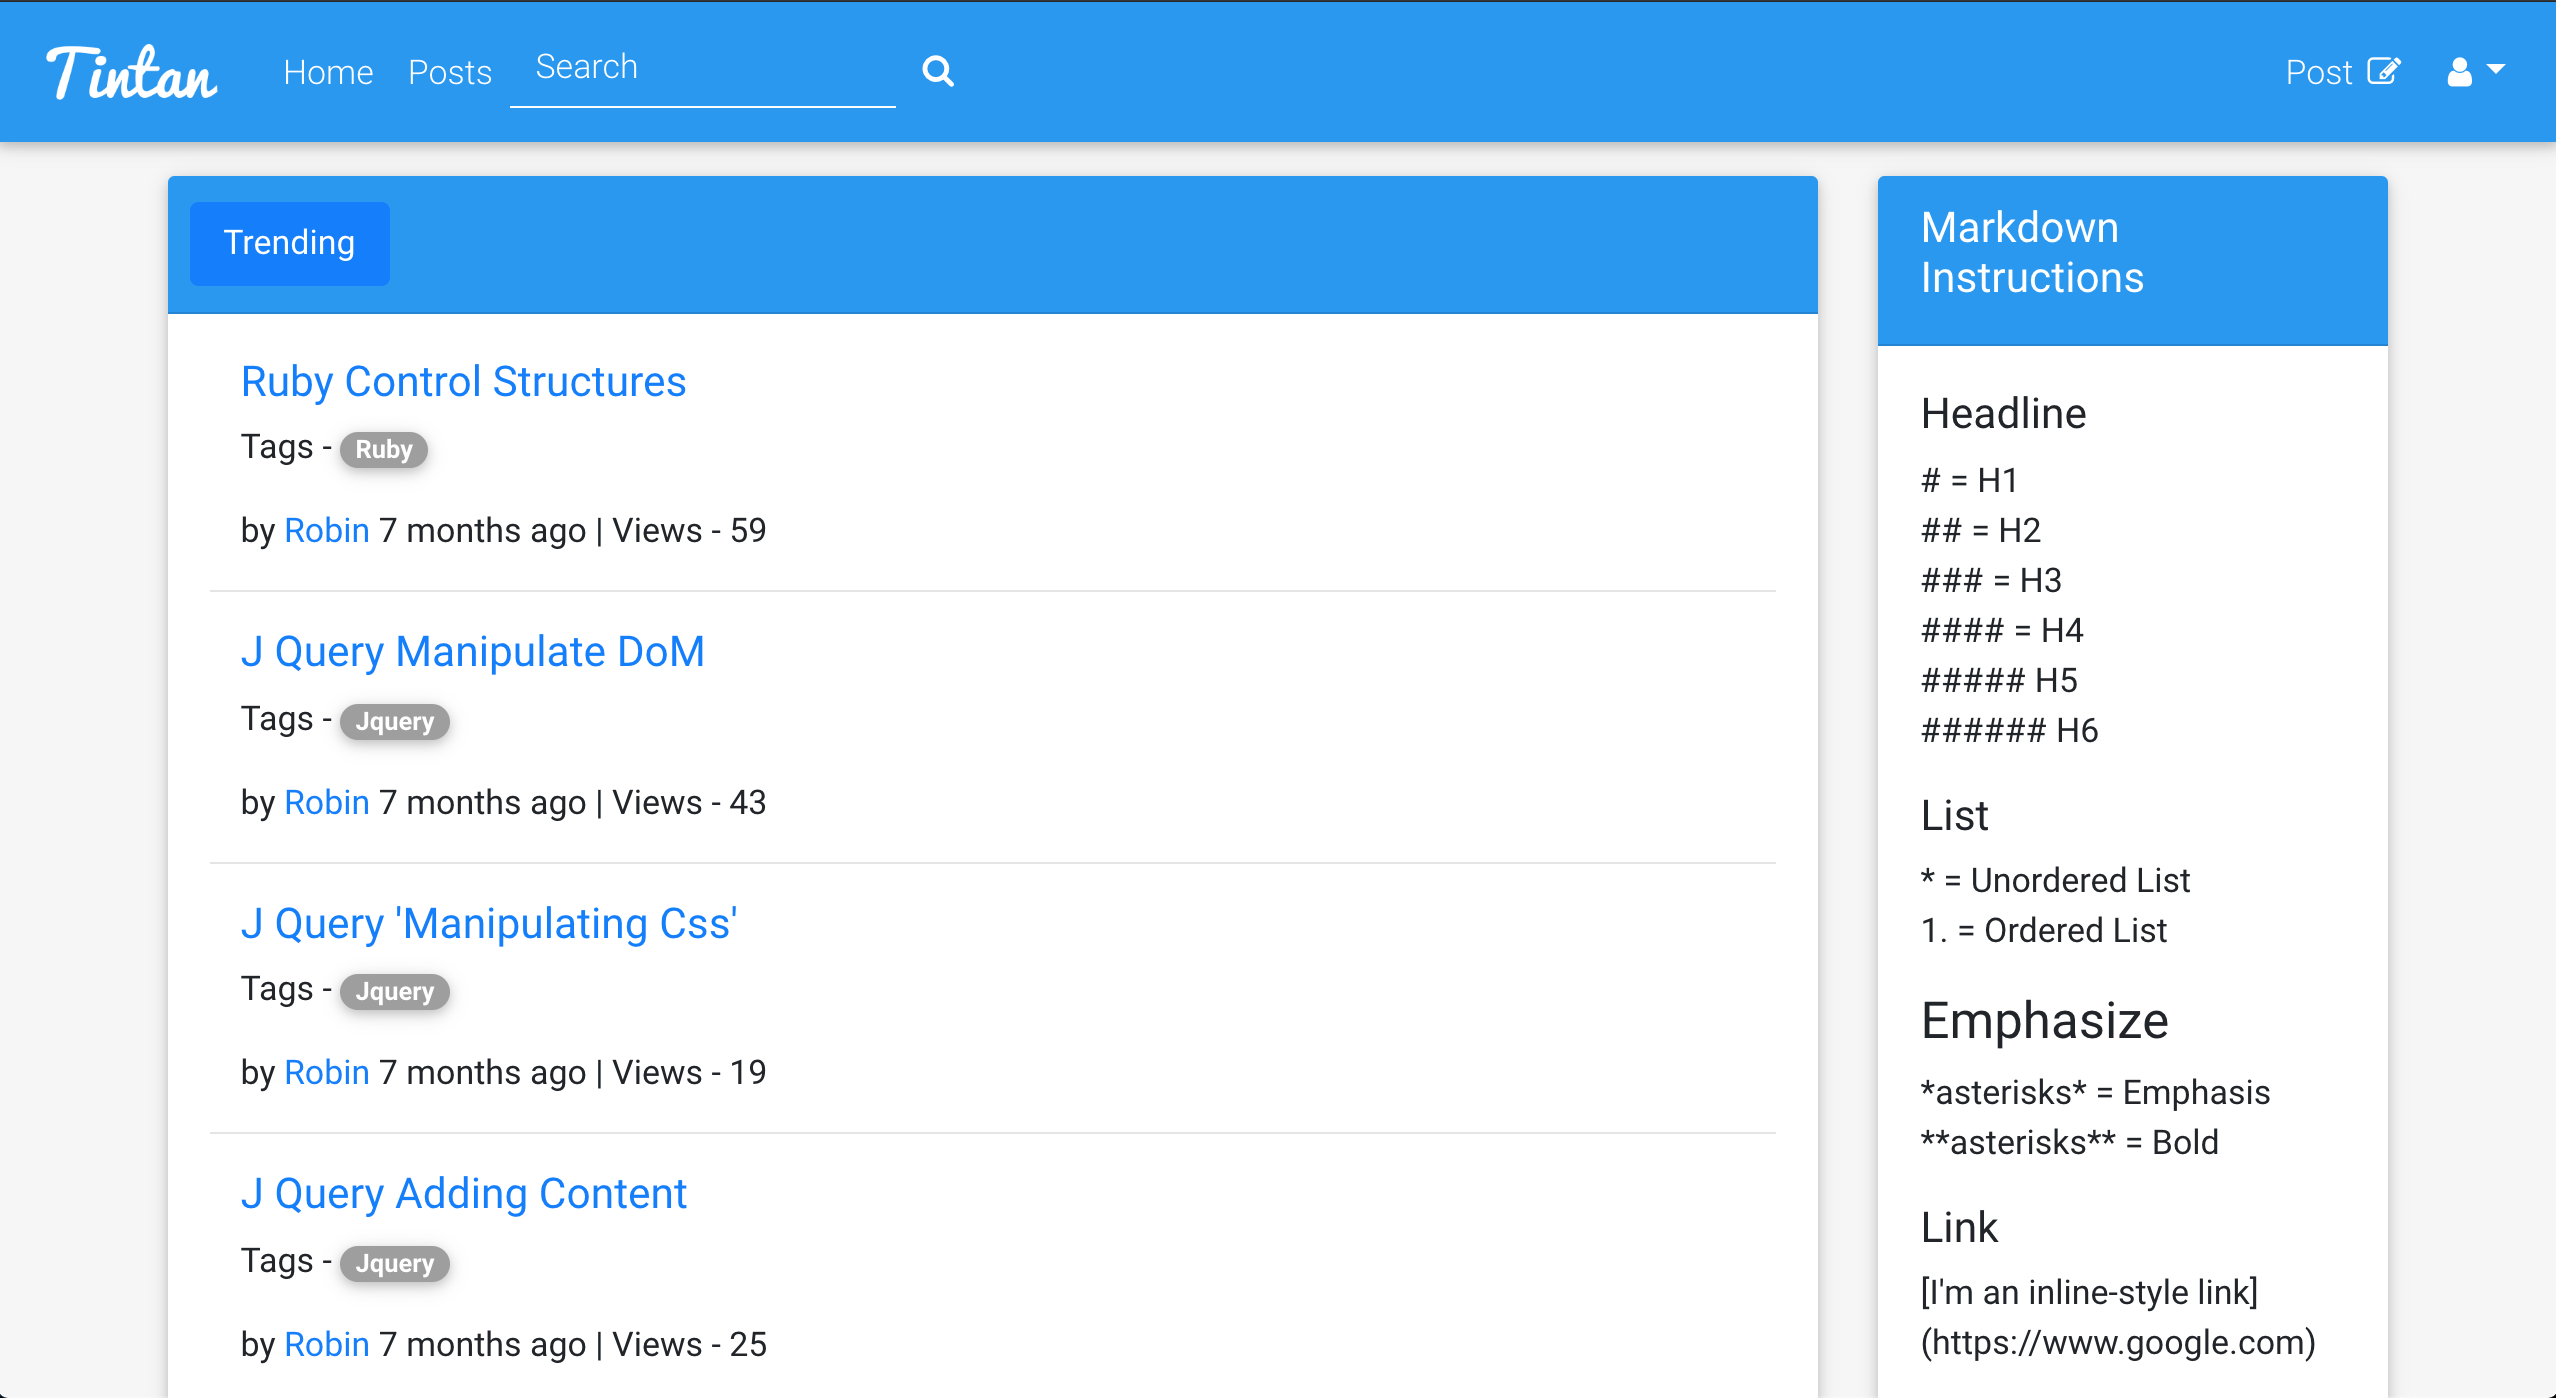 Tintan
Home Posts Search
Post
Trending
Ruby Control Structures
Tags - Ruby
by Robin 7 months ago | Views - 59
J Query Manipulate DoM
Tags - Jquery
by Robin 7 months ago | Views - 43
J Query 'Manipulating Css'
Tags - Jquery
by Robin 7 months ago | Views - 19
J Query Adding Content
Tags - Jquery
by Robin 7 months ago | Views - 25
Markdown
Instructions
Headline
# = H1
## = H2
### = H3
#### = H4
##### H5
###### H6
List
* = Unordered List
1. = Ordered List
Emphasize
*asterisks* = Emphasis
**asterisks** = Bold
Link
[I'm an inline-style link]
(https://www.google.com)